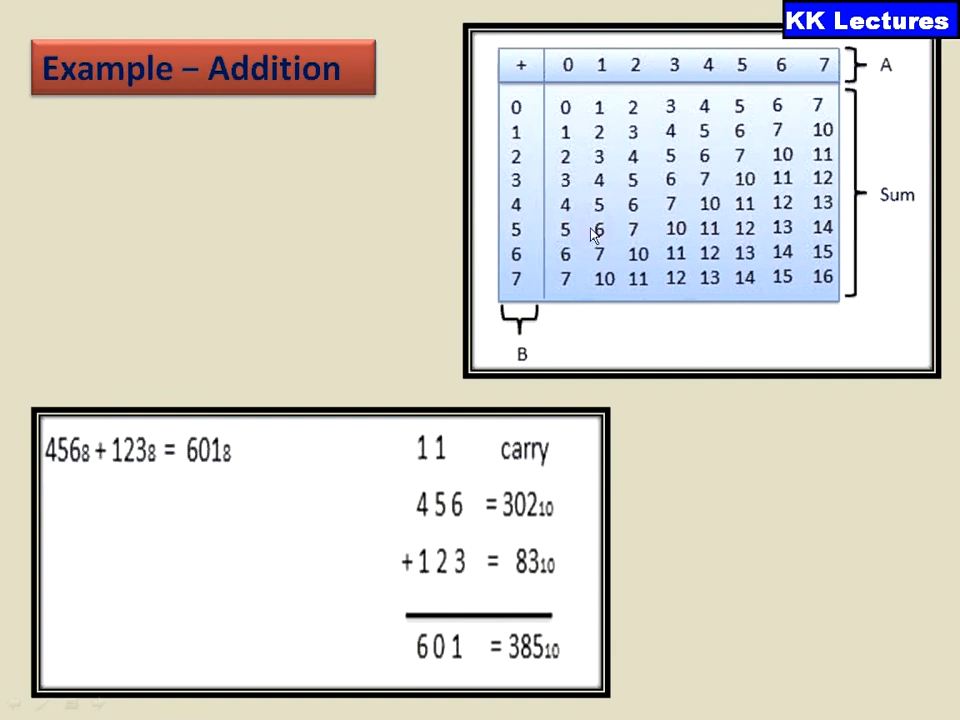 KK Lectures
Example – Addition
+ 0 1 2 3 4 5 6 7 A
0 0 1 2 3 4 5 6 7
1 1 2 3 4 5 6 7 10
2 2 3 4 5 6 7 10 11
3 3 4 5 6 7 10 11 12
4 4 5 6 7 10 11 12 13
Sum
5 5 6 7 10 11 12 13 14
6 6 7 10 11 12 13 14 15
7 7 10 11 12 13 14 15 16
B
456₈ + 123₈ = 601₈
1 1 carry
4 5 6 = 302₁₀
+ 1 2 3 = 83₁₀
6 0 1 = 385₁₀